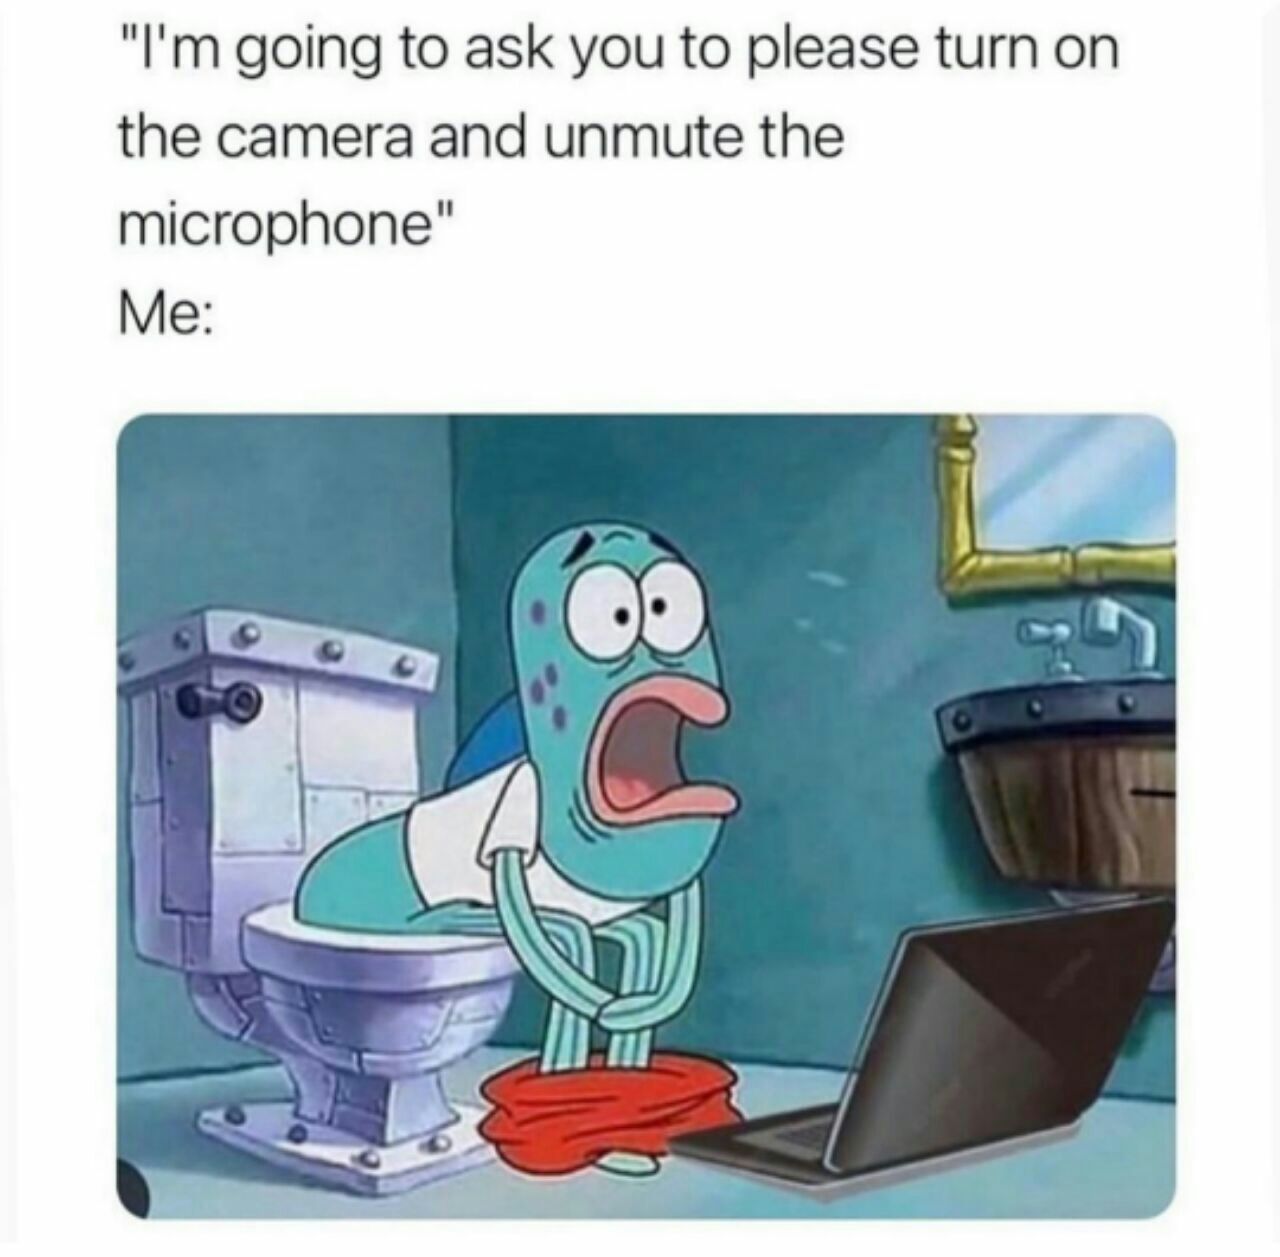 "I'm going to ask you to please turn on
the camera and unmute the
microphone"
Me: